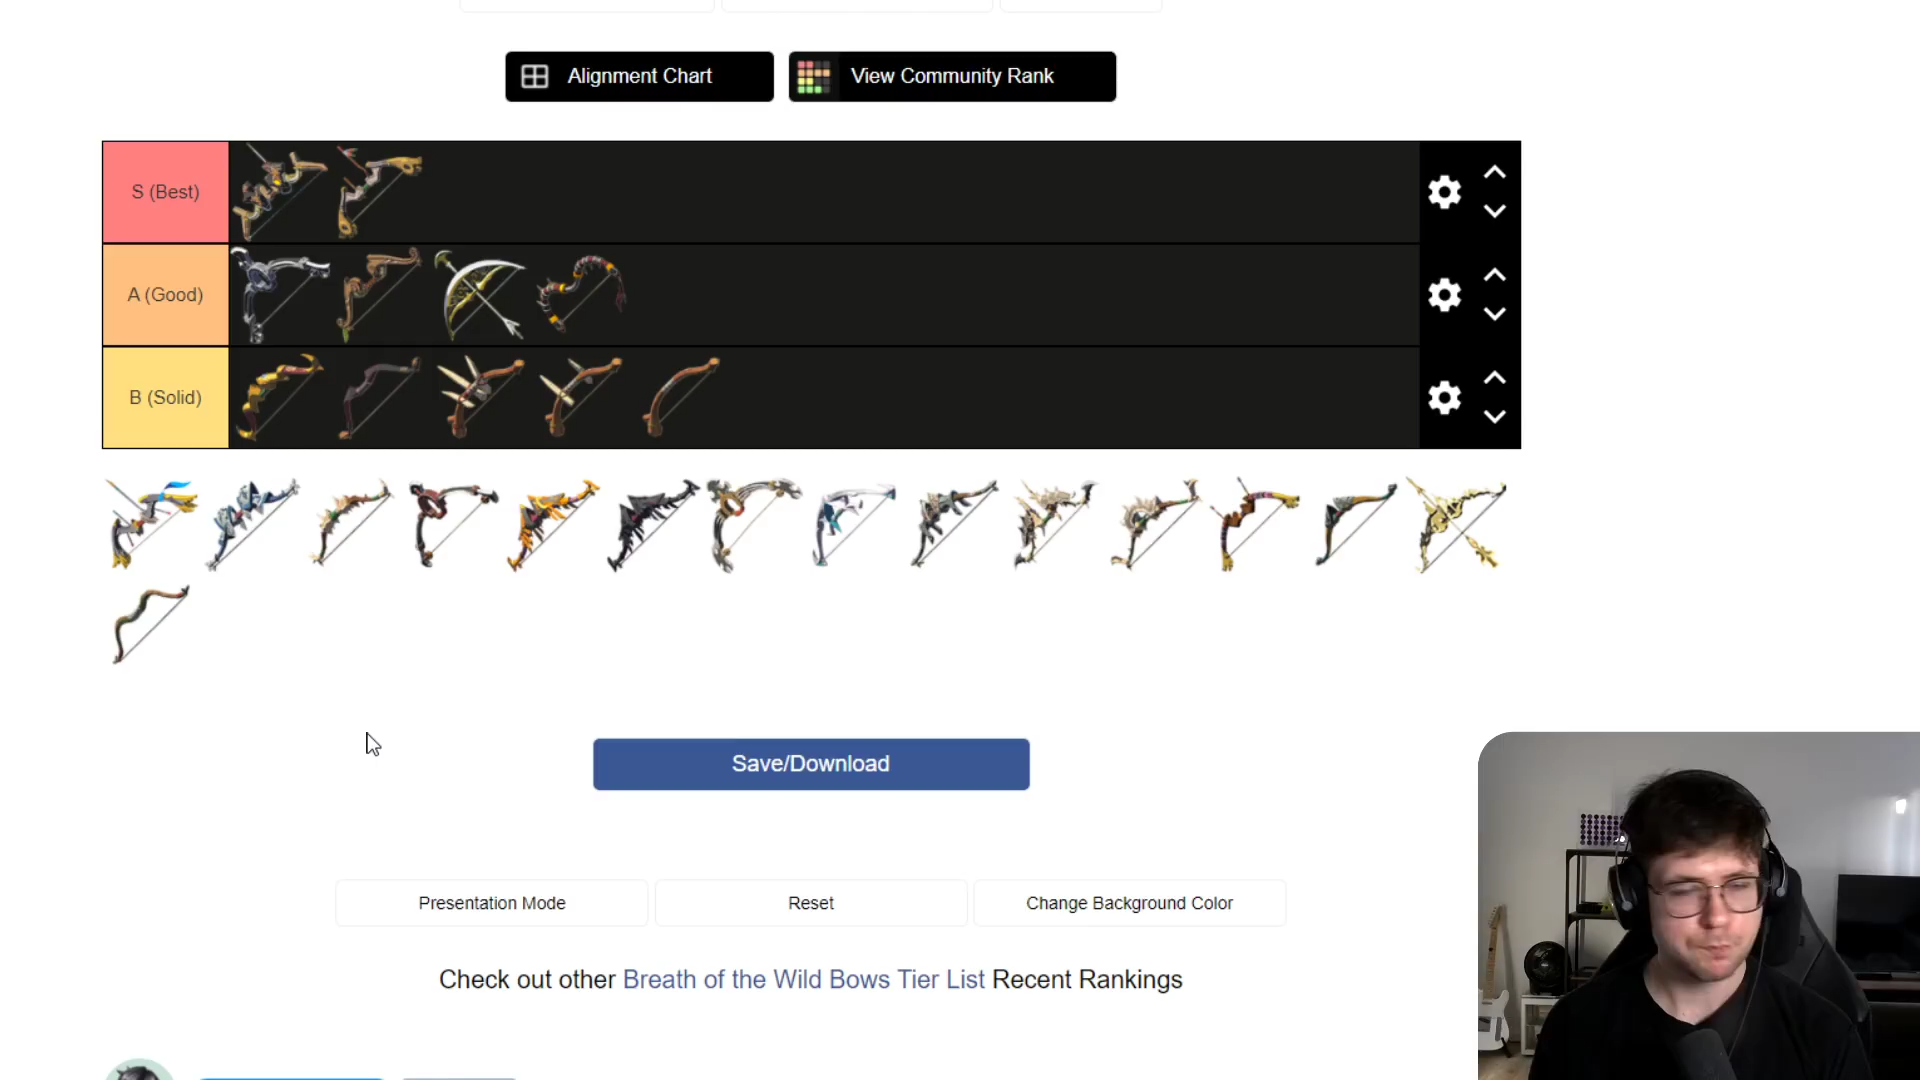 Alignment Chart
View Community Rank
S (Best)
A (Good)
B (Solid)
Save/Download
Presentation Mode
Reset
Change Background Color
Check out other Breath of the Wild Bows Tier List Recent Rankings